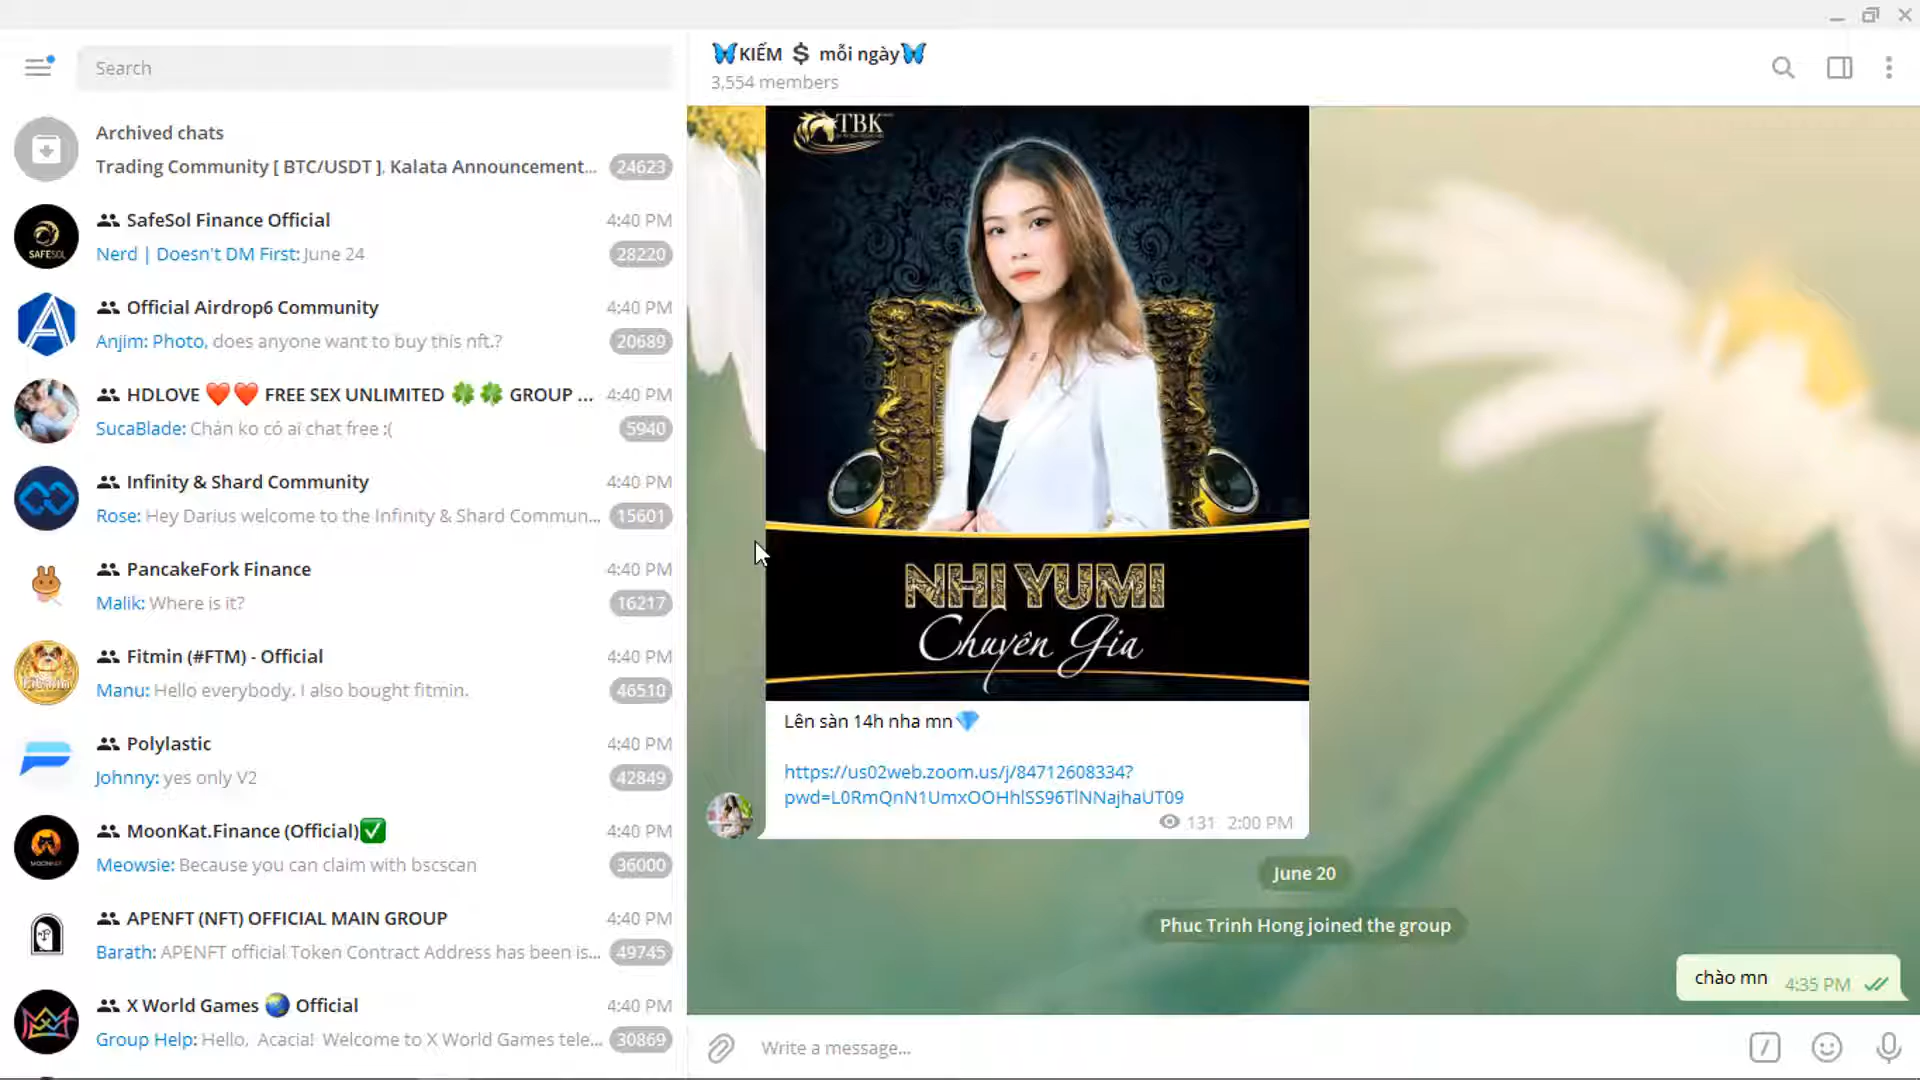 Search
Archived chats
Trading Community [ BTC/USDT ], Kalata Announcement...
24623
SafeSol Finance Official
4:40 PM
Nerd | Doesn't DM First: June 24
28220
Official Airdrop6 Community
4:40 PM
Anjim: Photo, does anyone want to buy this nft.?
20689
HDLOVE ❤️❤️ FREE SEX UNLIMITED 🍀🍀 GROUP ...
4:40 PM
SucaBlade: Chán ko có ai chat free :(
5940
Infinity & Shard Community
4:40 PM
Rose: Hey Darius welcome to the Infinity & Shard Commun...
15601
PancakeFork Finance
4:40 PM
Malik: Where is it?
16217
Fitmin (#FTM) - Official
4:40 PM
Manu: Hello everybody. I also bought fitmin.
46510
Polylastic
4:40 PM
Johnny: yes only V2
42849
MoonKat.Finance (Official)✅
4:40 PM
Meowsie: Because you can claim with bscscan
36000
APENFT (NFT) OFFICIAL MAIN GROUP
4:40 PM
Barath: APENFT official Token Contract Address has been is...
49745
X World Games 🌏 Official
4:40 PM
Group Help: Hello, Acacia! Welcome to X World Games tele...
30869
SAFESOL
🦋KIẾM $ mỗi ngày🦋
3,554 members
TBK
NHI YUMI
Chuyên Gia
Lên sàn 14h nha mn💎
https://us02web.zoom.us/j/84712608334?
pwd=L0RmQnN1UmxOOHhlSS96TlNNajhaUT09
131 2:00 PM
June 20
Phuc Trinh Hong joined the group
chào mn 4:35 PM
Write a message...